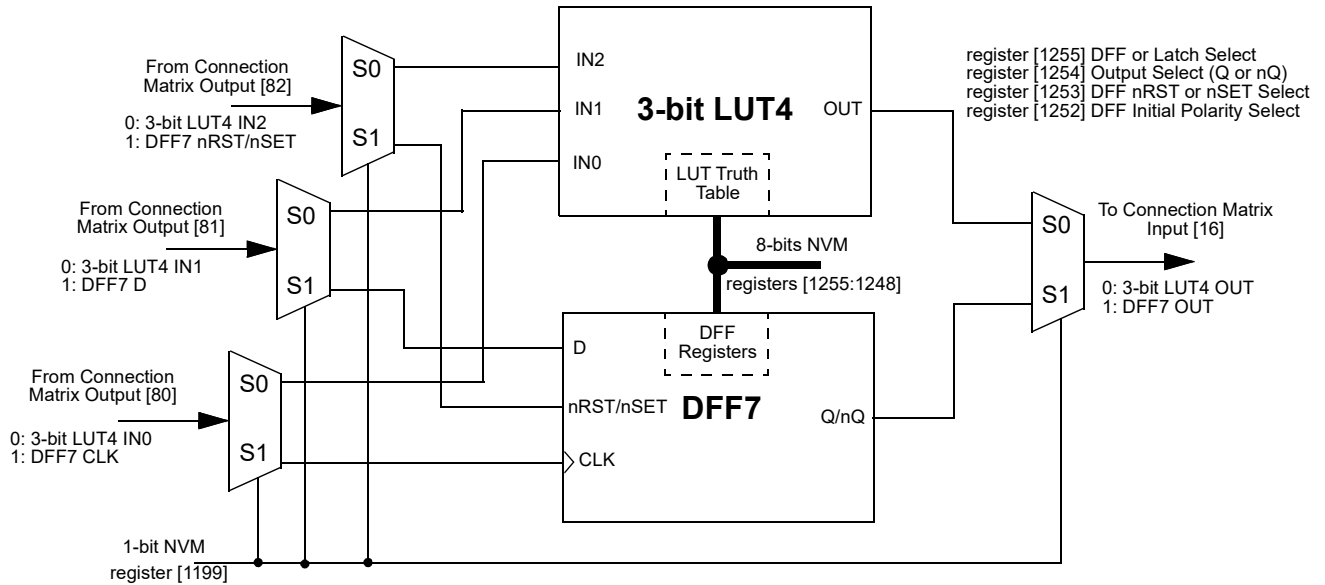 From Connection
Matrix Output [82]
0: 3-bit LUT4 IN2
1: DFF7 nRST/nSET
S0
S1
From Connection
Matrix Output [81]
0: 3-bit LUT4 IN1
1: DFF7 D
S0
S1
From Connection
Matrix Output [80]
0: 3-bit LUT4 IN0
1: DFF7 CLK
S0
S1
1-bit NVM
register [1199]
IN2
IN1
IN0
3-bit LUT4
OUT
LUT Truth
Table
8-bits NVM
registers [1255:1248]
DFF
Registers
D
nRST/nSET
CLK
DFF7
Q/nQ
register [1255] DFF or Latch Select
register [1254] Output Select (Q or nQ)
register [1253] DFF nRST or nSET Select
register [1252] DFF Initial Polarity Select
S0
S1
To Connection Matrix
Input [16]
0: 3-bit LUT4 OUT
1: DFF7 OUT